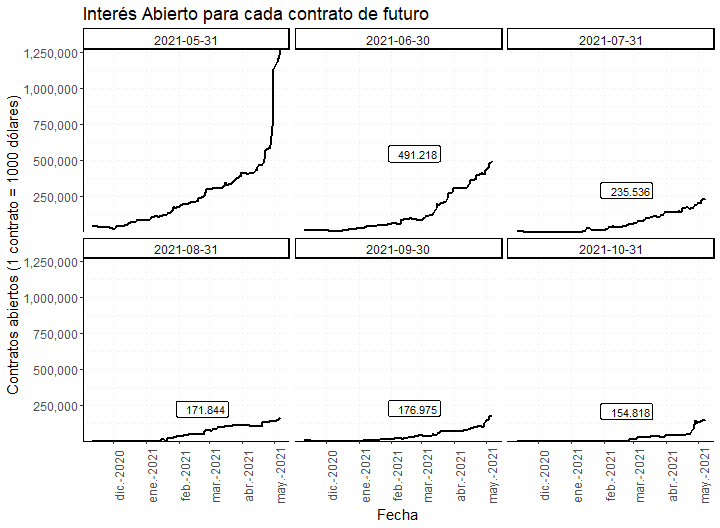 Interés Abierto para cada contrato de futuro
2021-05-31
2021-06-30
2021-07-31
Contratos abiertos (1 contrato = 1000 dólares)
1,250,000
1,000,000
750,000
500,000
250,000
491.218
235.536
2021-08-31
2021-09-30
2021-10-31
1,250,000
1,000,000
750,000
500,000
250,000
171.844
176.975
154.818
dic.-2020
ene.-2021
feb.-2021
mar.-2021
abr.-2021
may.-2021
dic.-2020
ene.-2021
feb.-2021
mar.-2021
abr.-2021
may.-2021
dic.-2020
ene.-2021
feb.-2021
mar.-2021
abr.-2021
may.-2021
Fecha